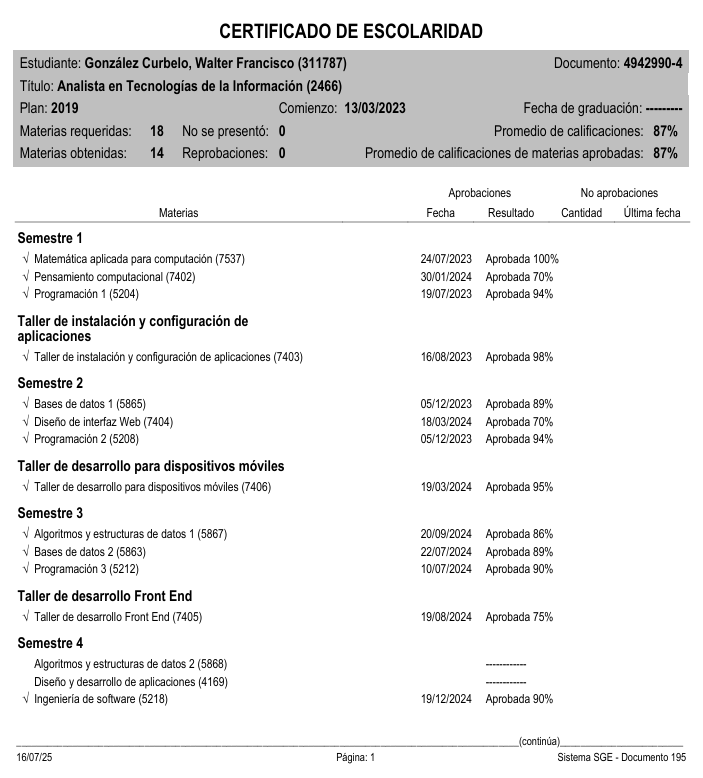 CERTIFICADO DE ESCOLARIDAD
Estudiante: González Curbelo, Walter Francisco (311787) Documento: 4942990-4
Título: Analista en Tecnologías de la Información (2466)
Plan: 2019 Comienzo: 13/03/2023 Fecha de graduación: ---------
Materias requeridas: 18 No se presentó: 0 Promedio de calificaciones: 87%
Materias obtenidas: 14 Reprobaciones: 0 Promedio de calificaciones de materias aprobadas: 87%
Aprobaciones No aprobaciones
Materias Fecha Resultado Cantidad Última fecha
Semestre 1
√ Matemática aplicada para computación (7537) 24/07/2023 Aprobada 100%
√ Pensamiento computacional (7402) 30/01/2024 Aprobada 70%
√ Programación 1 (5204) 19/07/2023 Aprobada 94%
Taller de instalación y configuración de
aplicaciones
√ Taller de instalación y configuración de aplicaciones (7403) 16/08/2023 Aprobada 98%
Semestre 2
√ Bases de datos 1 (5865) 05/12/2023 Aprobada 89%
√ Diseño de interfaz Web (7404) 18/03/2024 Aprobada 70%
√ Programación 2 (5208) 05/12/2023 Aprobada 94%
Taller de desarrollo para dispositivos móviles
√ Taller de desarrollo para dispositivos móviles (7406) 19/03/2024 Aprobada 95%
Semestre 3
√ Algoritmos y estructuras de datos 1 (5867) 20/09/2024 Aprobada 86%
√ Bases de datos 2 (5863) 22/07/2024 Aprobada 89%
√ Programación 3 (5212) 10/07/2024 Aprobada 90%
Taller de desarrollo Front End
√ Taller de desarrollo Front End (7405) 19/08/2024 Aprobada 75%
Semestre 4
Algoritmos y estructuras de datos 2 (5868) ------------
Diseño y desarrollo de aplicaciones (4169) ------------
√ Ingeniería de software (5218) 19/12/2024 Aprobada 90%
(continúa)
16/07/25 Página: 1 Sistema SGE - Documento 195